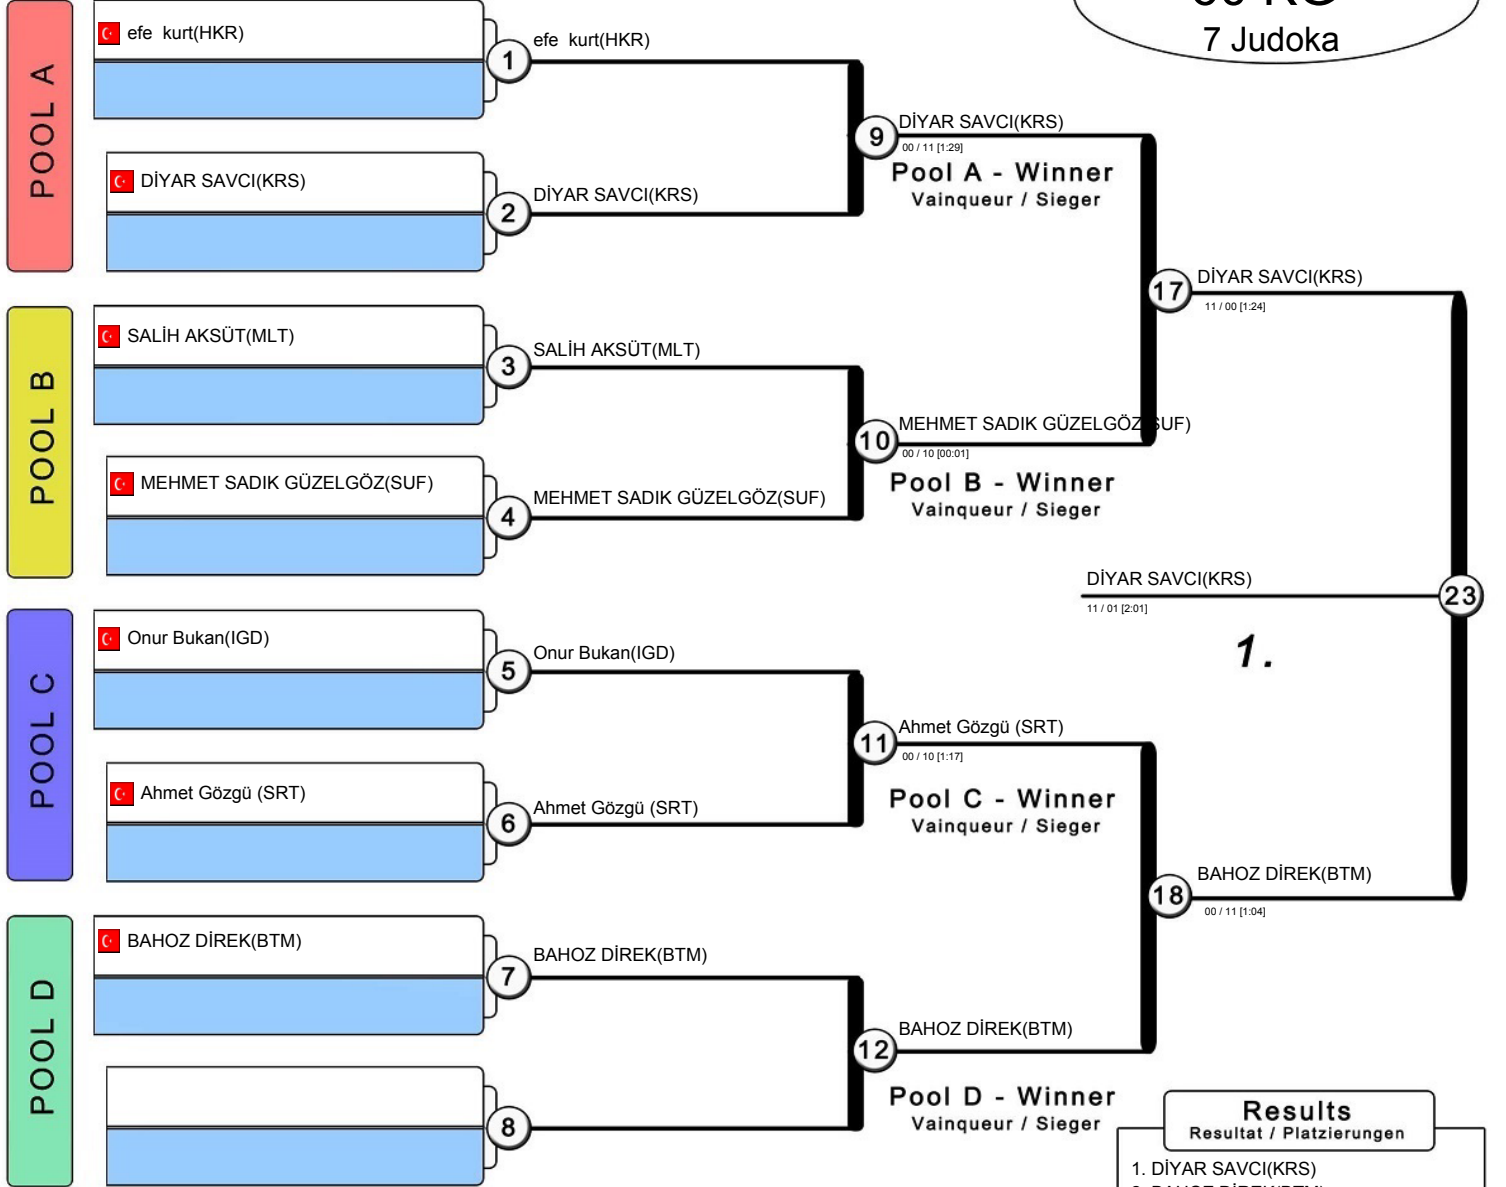 KG
7 Judoka
POOL A
efe kurt(HKR)
1
efe kurt(HKR)
DİYAR SAVCI(KRS)
2
DİYAR SAVCI(KRS)
9
DİYAR SAVCI(KRS)
00 / 11 [1:29]
Pool A - Winner
Vainqueur / Sieger
POOL B
SALİH AKSÜT(MLT)
3
SALİH AKSÜT(MLT)
MEHMET SADIK GÜZELGÖZ(SUF)
4
MEHMET SADIK GÜZELGÖZ(SUF)
10
MEHMET SADIK GÜZELGÖZ(SUF)
00 / 10 [00:01]
Pool B - Winner
Vainqueur / Sieger
17
DİYAR SAVCI(KRS)
11 / 00 [1:24]
DİYAR SAVCI(KRS)
11 / 01 [2:01]
23
1.
POOL C
Onur Bukan(IGD)
5
Onur Bukan(IGD)
Ahmet Gözgü (SRT)
6
Ahmet Gözgü (SRT)
11
Ahmet Gözgü (SRT)
00 / 10 [1:17]
Pool C - Winner
Vainqueur / Sieger
18
BAHOZ DİREK(BTM)
00 / 11 [1:04]
POOL D
BAHOZ DİREK(BTM)
7
BAHOZ DİREK(BTM)
8
12
BAHOZ DİREK(BTM)
Pool D - Winner
Vainqueur / Sieger
Results
Resultat / Platzierungen
1. DİYAR SAVCI(KRS)
2. BAHOZ DİREK(BTM)